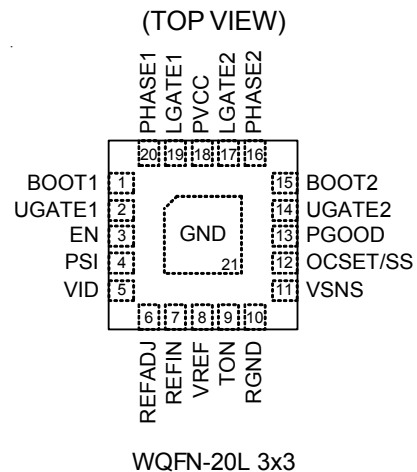 (TOP VIEW)
PHASE1
LGATE1
PVCC
LGATE2
PHASE2
20 19 18 17 16
BOOT1 1
UGATE1 2
EN 3
PSI 4
VID 5
GND
21
15 BOOT2
14 UGATE2
13 PGOOD
12 OCSET/SS
11 VSNS
6 7 8 9 10
REFADJ
REFIN
VREF
TON
RGND
WQFN-20L 3x3